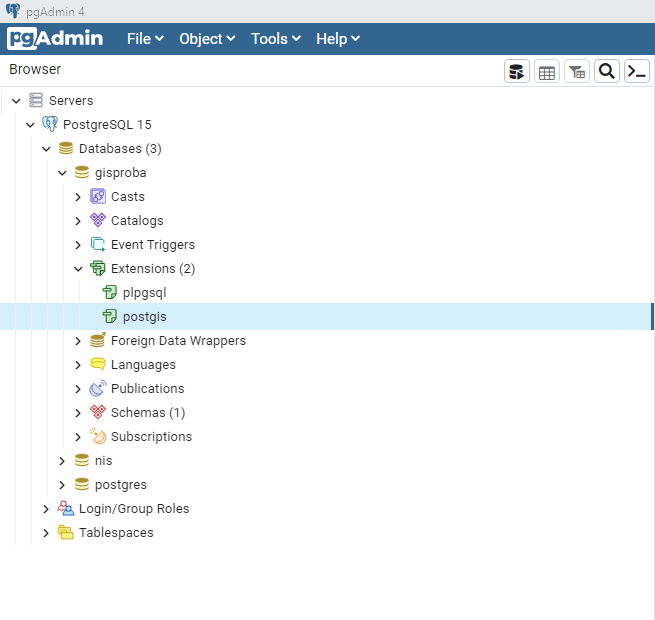 pgAdmin 4
pgAdmin File Object Tools Help
Browser
Servers
PostgreSQL 15
Databases (3)
gisproba
Casts
Catalogs
Event Triggers
Extensions (2)
plpgsql
postgis
Foreign Data Wrappers
Languages
Publications
Schemas (1)
Subscriptions
nis
postgres
Login/Group Roles
Tablespaces